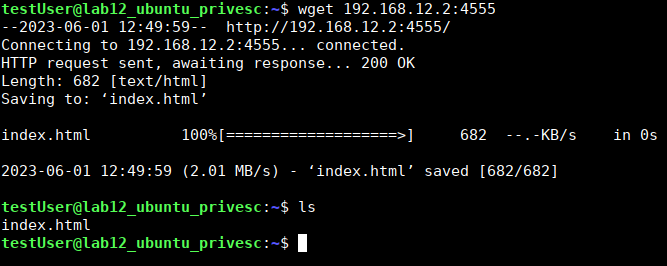 testUser@lab12_ubuntu_privesc:~$ wget 192.168.12.2:4555
--2023-06-01 12:49:59--  http://192.168.12.2:4555/
Connecting to 192.168.12.2:4555... connected.
HTTP request sent, awaiting response... 200 OK
Length: 682 [text/html]
Saving to: ‘index.html’
index.html          100%[===================>]     682  --.-KB/s    in 0s
2023-06-01 12:49:59 (2.01 MB/s) - ‘index.html’ saved [682/682]
testUser@lab12_ubuntu_privesc:~$ ls
index.html
testUser@lab12_ubuntu_privesc:~$